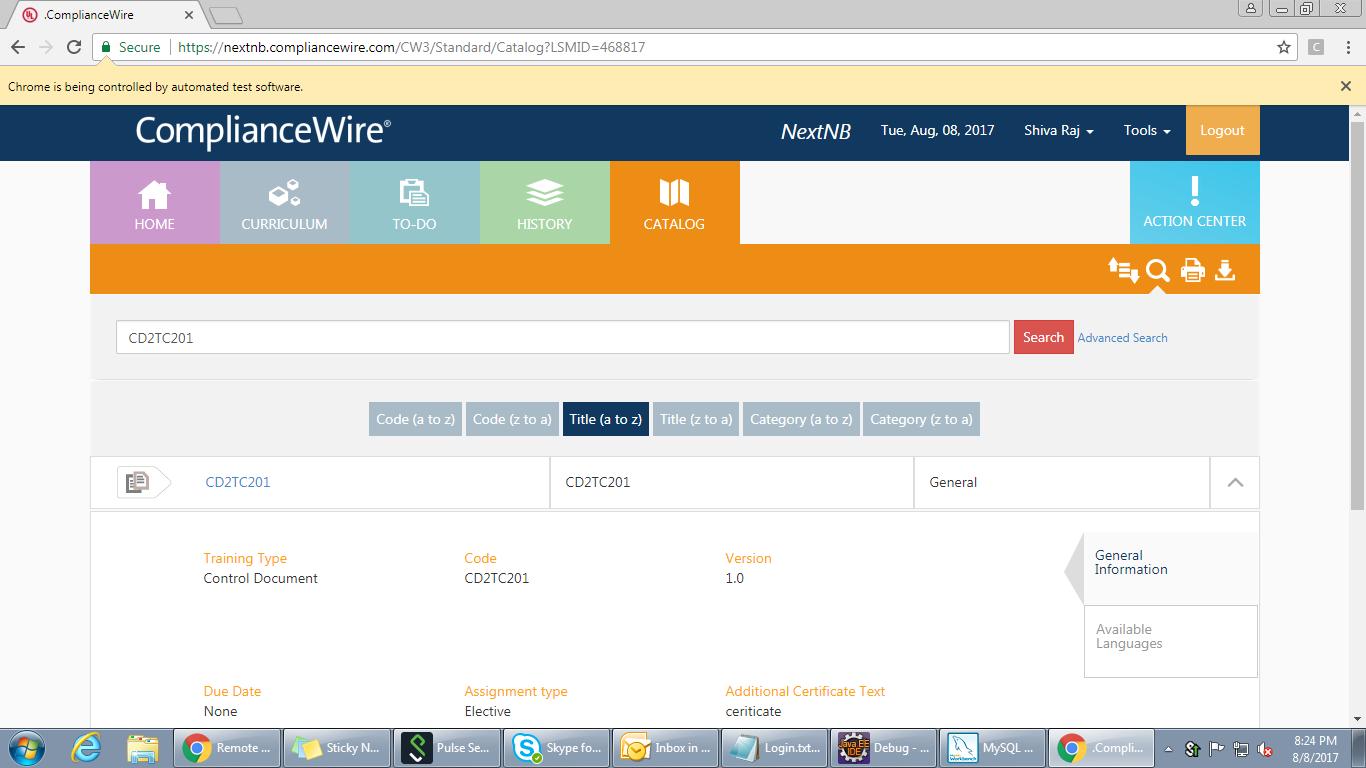 .ComplianceWire
Secure https://nextnb.compliancewire.com/CW3/Standard/Catalog?LSMID=468817
C
Chrome is being controlled by automated test software.
ComplianceWire® NextNB Tue, Aug, 08, 2017 Shiva Raj Tools Logout
HOME CURRICULUM TO-DO HISTORY CATALOG ACTION CENTER
CD2TC201 Search Advanced Search
Code (a to z) Code (z to a) Title (a to z) Title (z to a) Category (a to z) Category (z to a)
CD2TC201 CD2TC201 General
Training Type Code Version
Control Document CD2TC201 1.0
General
Information
Available
Languages
Due Date Assignment type Additional Certificate Text
None Elective ceriticate
Remote ... Sticky N... Pulse Se... Skype fo... Inbox in ... Login.txt... Debug - ... MySQL ... .Compli...
8:24 PM
8/8/2017